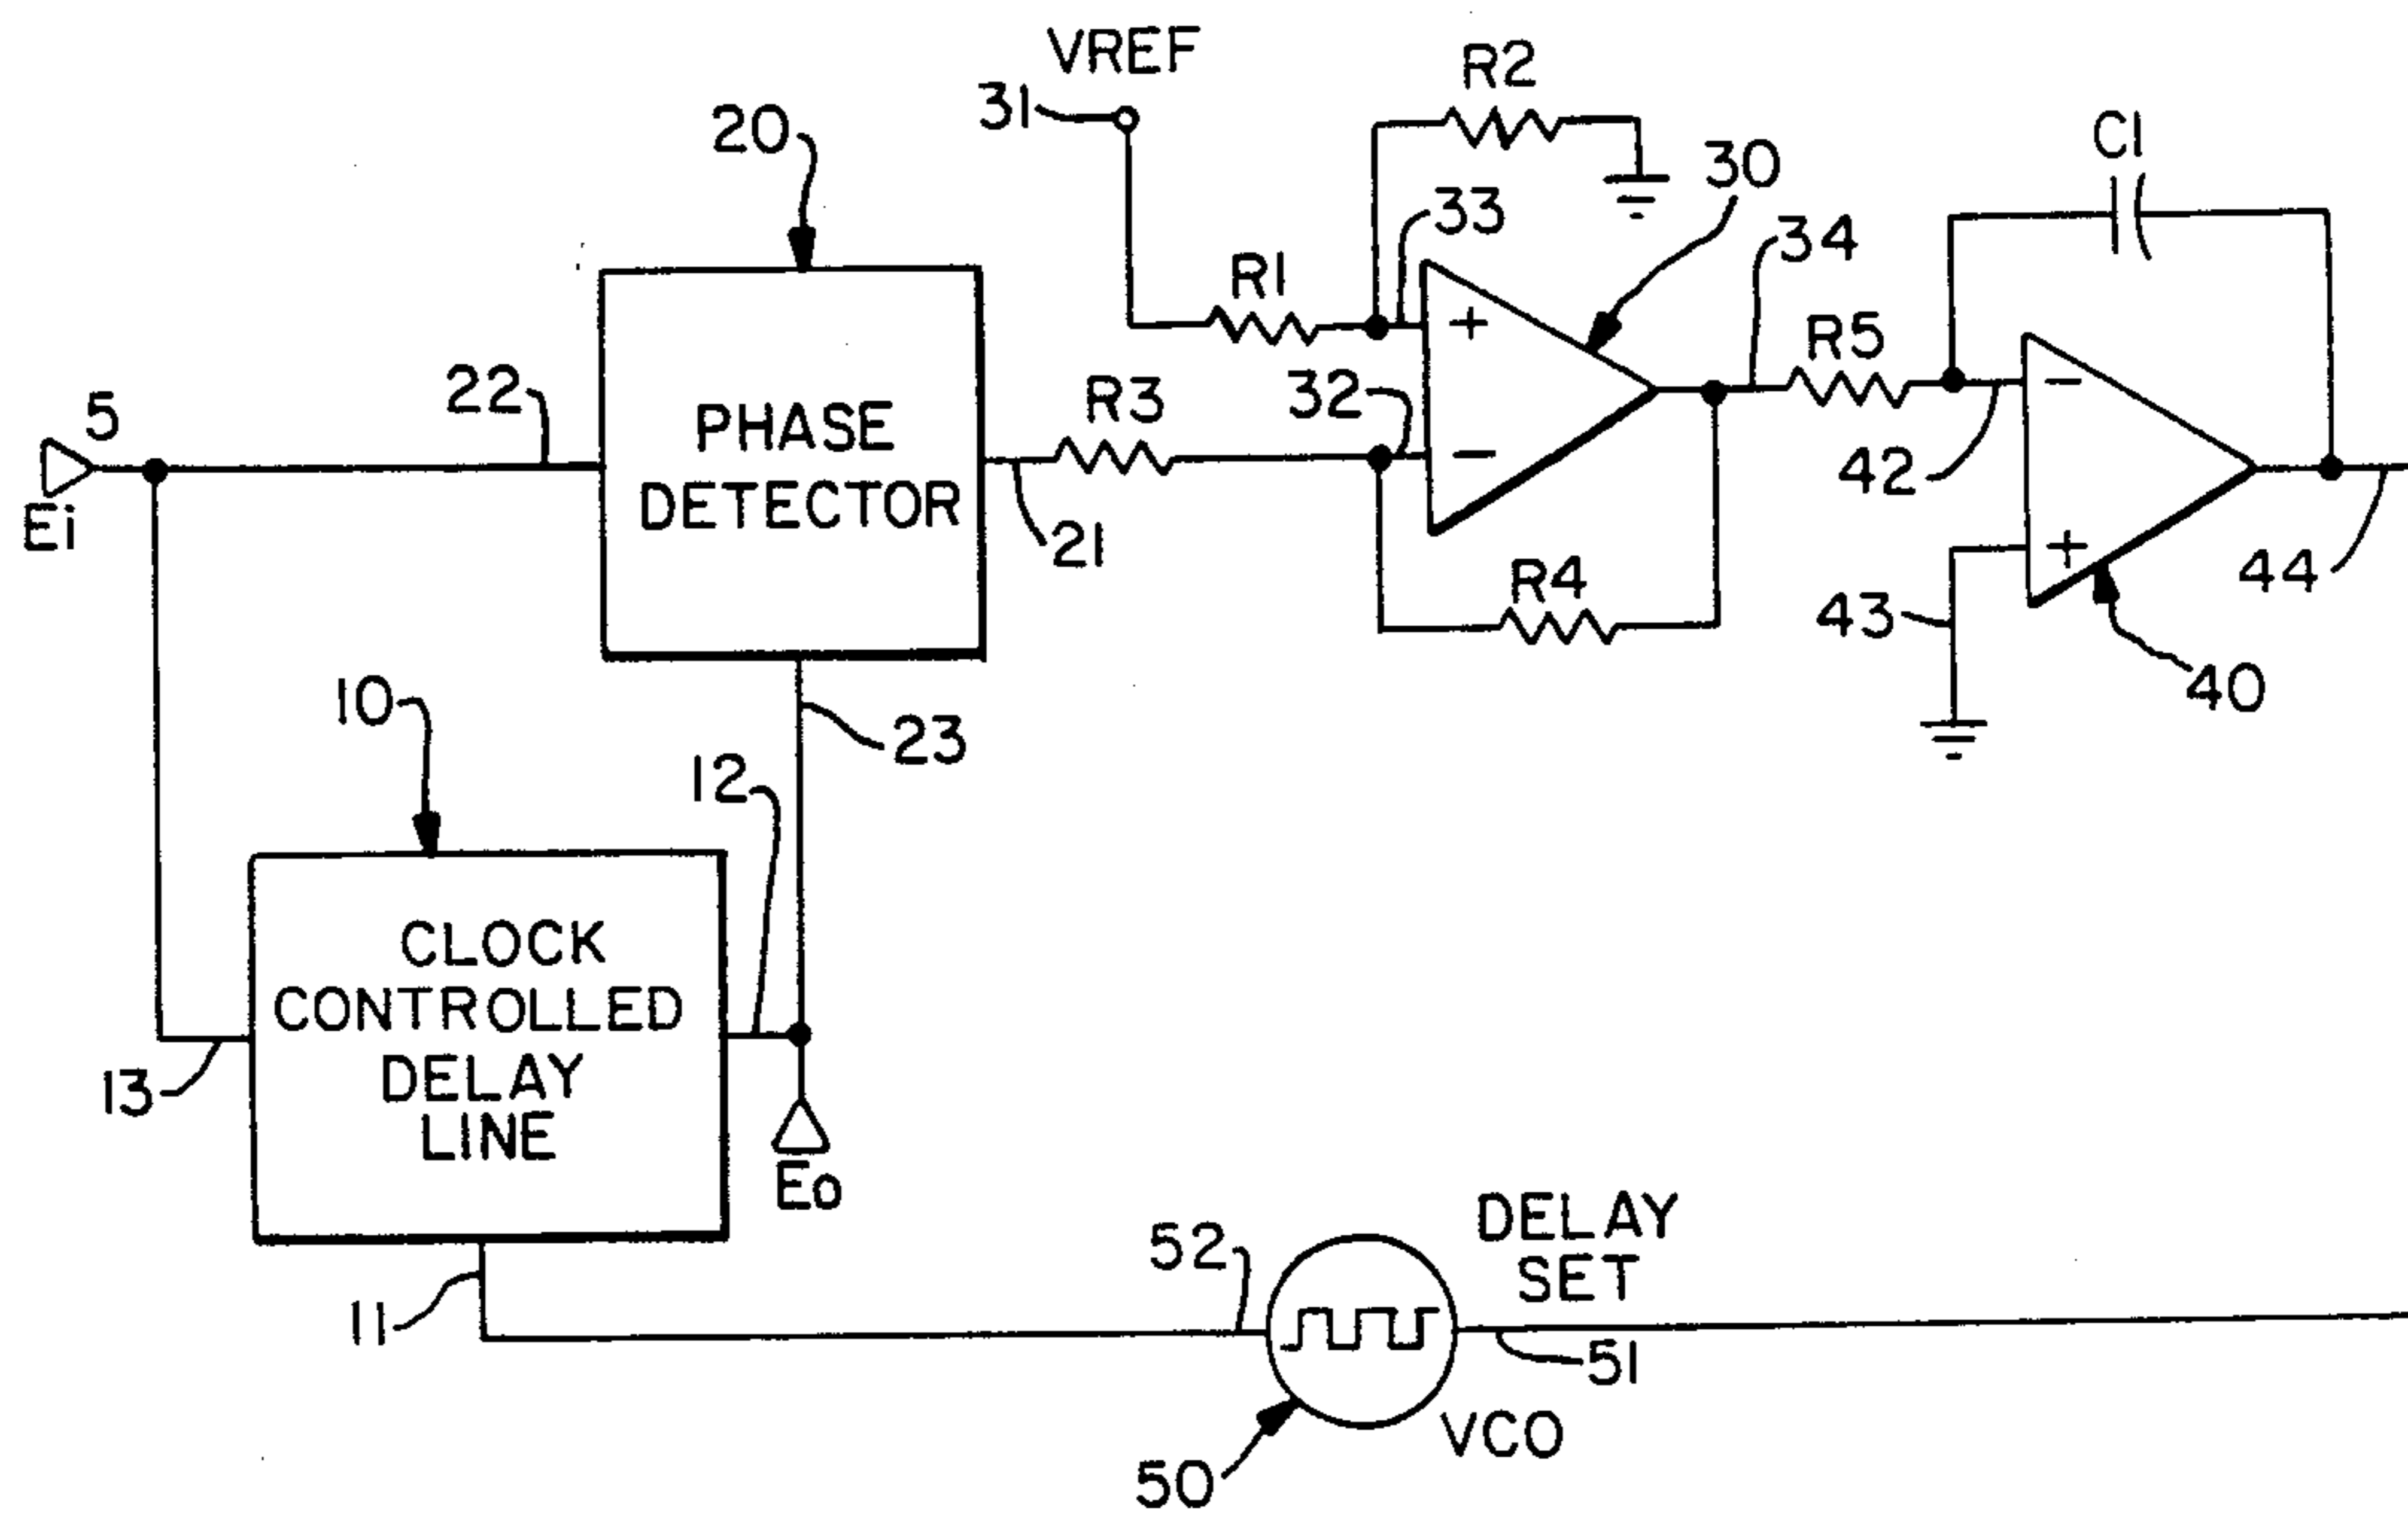 VREF
31
R2
20
C1
30
33
34
R1
R5
5
22
R3
32
Ei
PHASE
DETECTOR
+
-
-
+
42
21
R4
43
44
40
10
23
12
CLOCK
CONTROLLED
DELAY
LINE
13
Eo
DELAY
SET
52
11
51
VCO
50